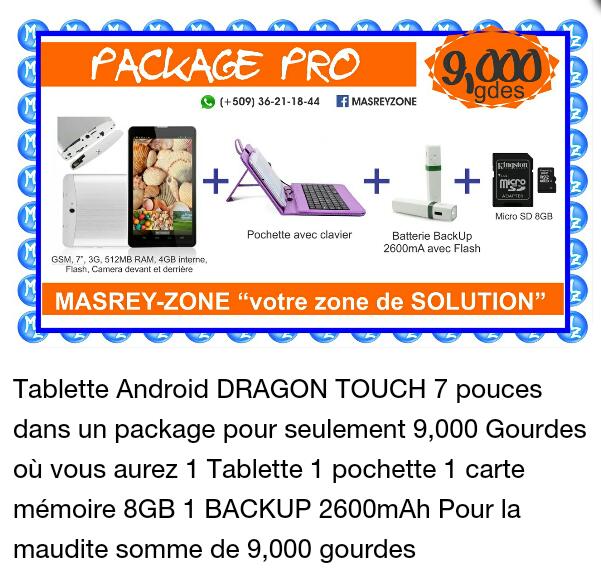 PACKAGE PRO
9,000
gdes
(+509) 36-21-18-44 MASREYZONE
GSM, 7", 3G, 512MB RAM, 4GB interne,
Flash, Camera devant et derrière
Pochette avec clavier
Batterie BackUp
2600mA avec Flash
Kingston
micro
SD
ADAPTER
Micro SD 8GB
MASREY-ZONE “votre zone de SOLUTION”
Tablette Android DRAGON TOUCH 7 pouces
dans un package pour seulement 9,000 Gourdes
où vous aurez 1 Tablette 1 pochette 1 carte
mémoire 8GB 1 BACKUP 2600mAh Pour la
maudite somme de 9,000 gourdes